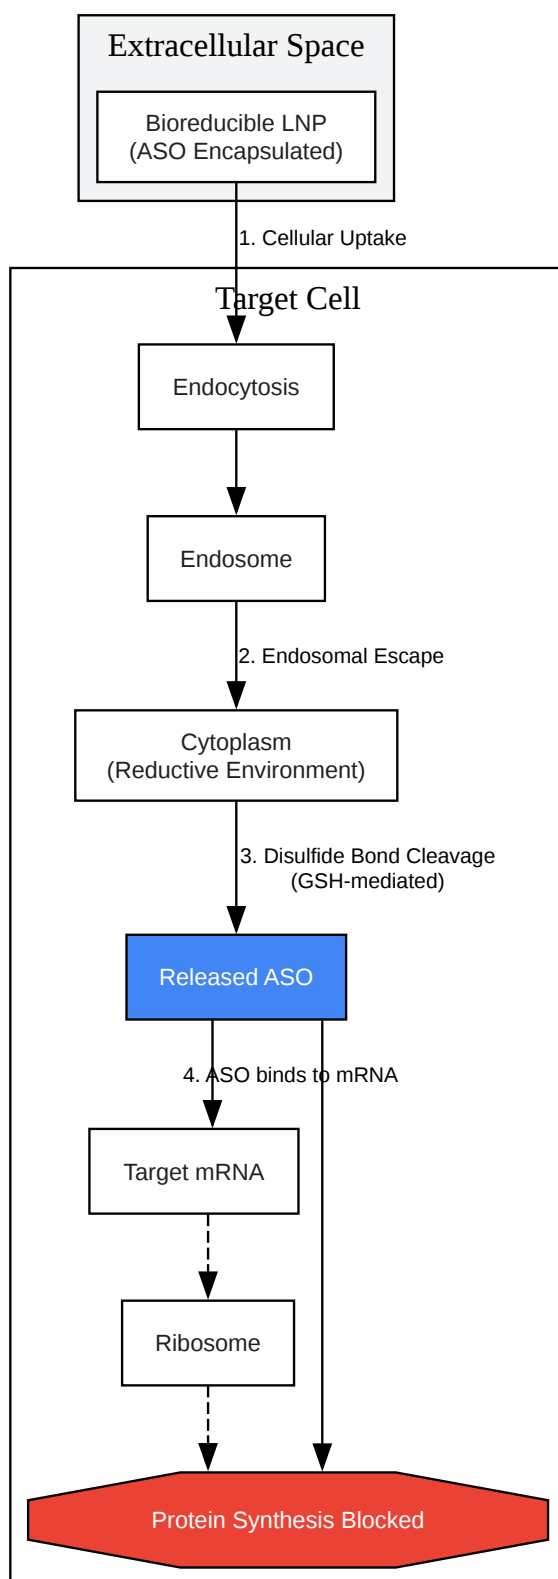 Extracellular Space
Bioreducible LNP
(ASO Encapsulated)
1. Cellular Uptake
Target Cell
Endocytosis
Endosome
2. Endosomal Escape
Cytoplasm
(Reductive Environment)
3. Disulfide Bond Cleavage
(GSH-mediated)
Released ASO
4. ASO binds to mRNA
Target mRNA
Ribosome
Protein Synthesis Blocked